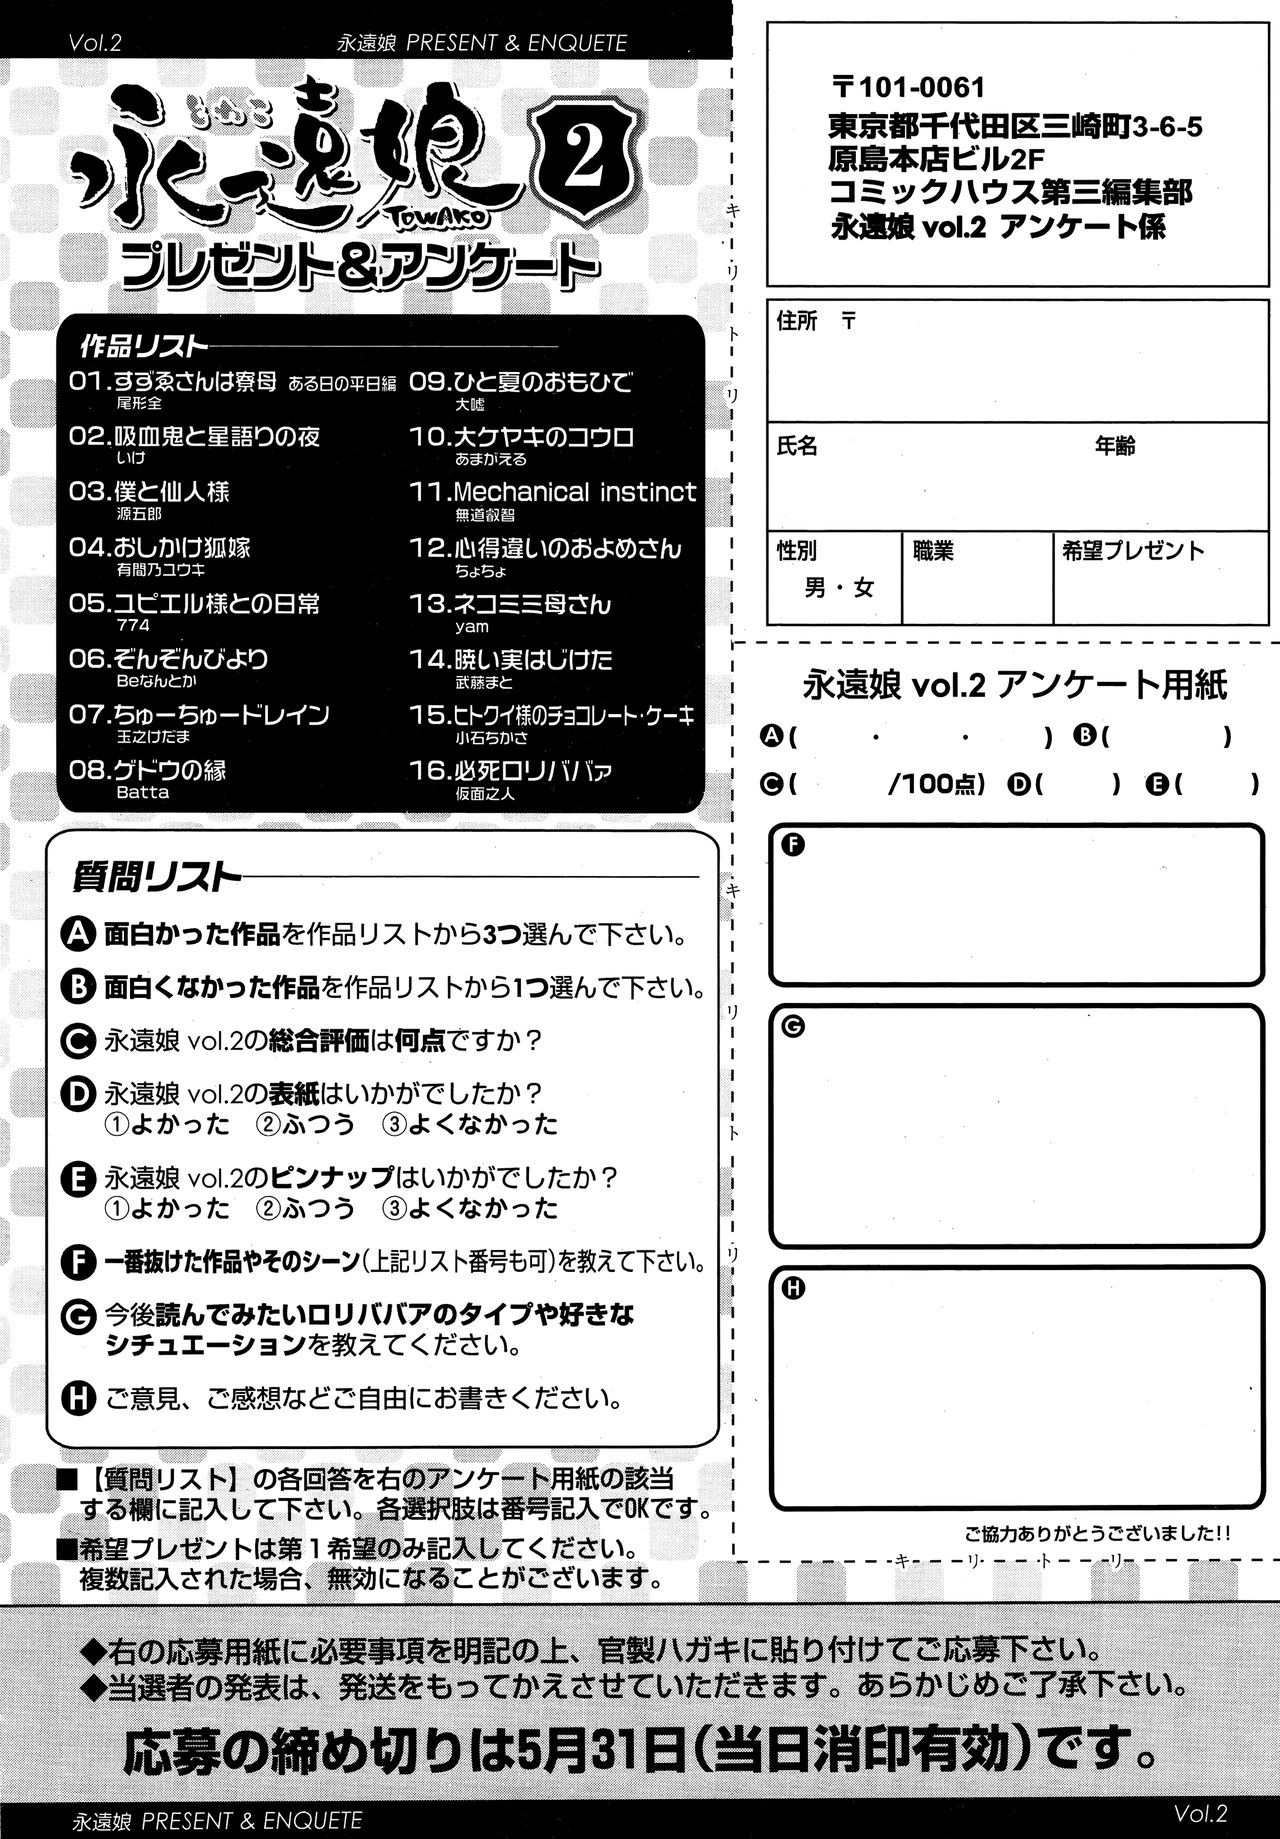 Vol.2
永遠娘 PRESENT & ENQUETE
とわこ
永遠娘
TOWAKO
2
プレゼント&アンケート
作品リスト
01.すずゑさんは寮母 ある日の平日編
尾形全
02.吸血鬼と星語りの夜
いけ
03.僕と仙人様
源五郎
04.おしかけ狐嫁
有間乃ユウキ
05.ユピエル様との日常
774
06.ぞんぞんびより
Beなんとか
07.ちゅーちゅードレイン
玉之けだま
08.ゲドウの縁
Batta
09.ひと夏のおもひで
大嘘
10.大ケヤキのコウロ
あまがえる
11.Mechanical instinct
無道叡智
12.心得違いのおよめさん
ちょちょ
13.ネコミミ母さん
yam
14.暁い実はじけた
武藤まと
15.ヒトクイ様のチョコレート・ケーキ
小石ちかさ
16.必死ロリババァ
仮面之人
質問リスト
A 面白かった作品を作品リストから3つ選んで下さい。
B 面白くなかった作品を作品リストから1つ選んで下さい。
C 永遠娘 vol.2の総合評価は何点ですか？
D 永遠娘 vol.2の表紙はいかがでしたか？
①よかった ②ふつう ③よくなかった
E 永遠娘 vol.2のピンナップはいかがでしたか？
①よかった ②ふつう ③よくなかった
F 一番抜けた作品やそのシーン(上記リスト番号も可)を教えて下さい。
G 今後読んでみたいロリババアのタイプや好きな
シチュエーションを教えてください。
H ご意見、ご感想などご自由にお書きください。
■【質問リスト】の各回答を右のアンケート用紙の該当
する欄に記入して下さい。各選択肢は番号記入でOKです。
■希望プレゼントは第１希望のみ記入してください。
複数記入された場合、無効になることがございます。
キリトリ
キリトリ
〒101-0061
東京都千代田区三崎町3-6-5
原島本店ビル2F
コミックハウス第三編集部
永遠娘 vol.2 アンケート係
住所 〒
氏名 年齢
性別 職業 希望プレゼント
男・女
永遠娘 vol.2 アンケート用紙
A( ・ ・ ) B( )
C( /100点) D( ) E( )
F
G
H
ご協力ありがとうございました!!
キリトリ
◆右の応募用紙に必要事項を明記の上、官製ハガキに貼り付けてご応募下さい。
◆当選者の発表は、発送をもってかえさせていただきます。あらかじめご了承下さい。
応募の締め切りは5月31日(当日消印有効)です。
永遠娘 PRESENT & ENQUETE
Vol.2